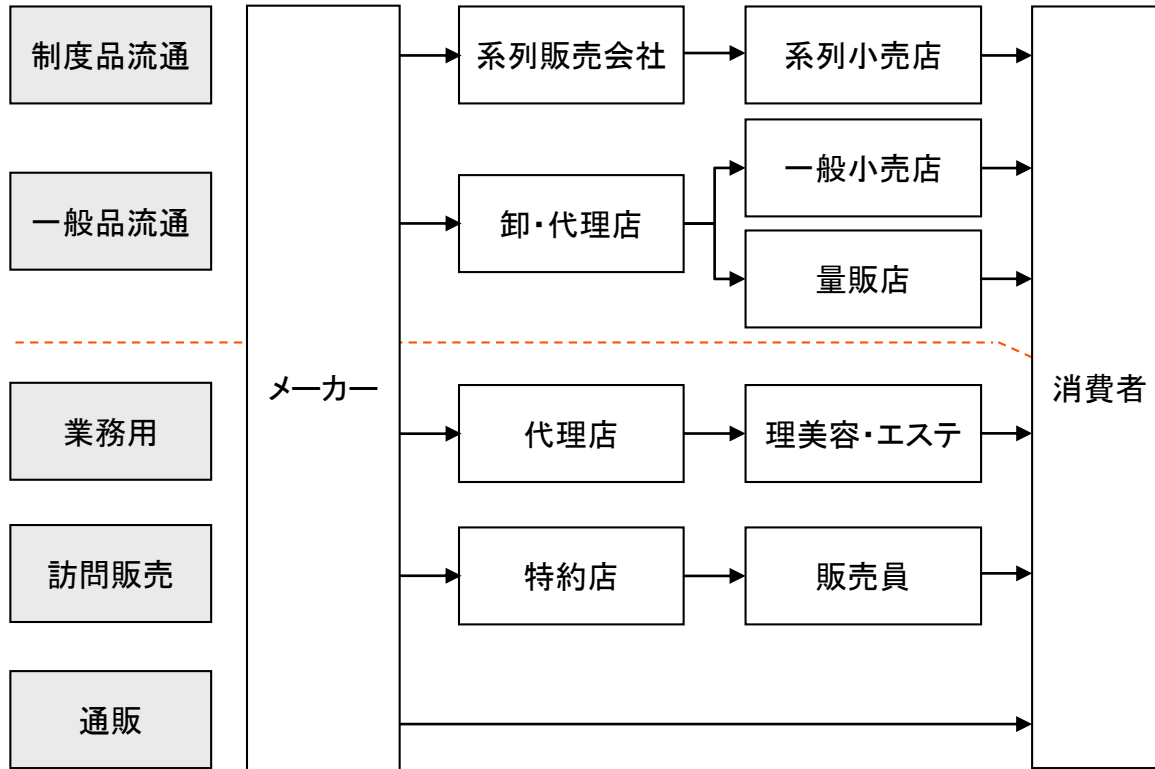 制度品流通
系列販売会社
系列小売店
一般品流通
卸・代理店
一般小売店
量販店
メーカー
消費者
業務用
代理店
理美容・エステ
訪問販売
特約店
販売員
通販